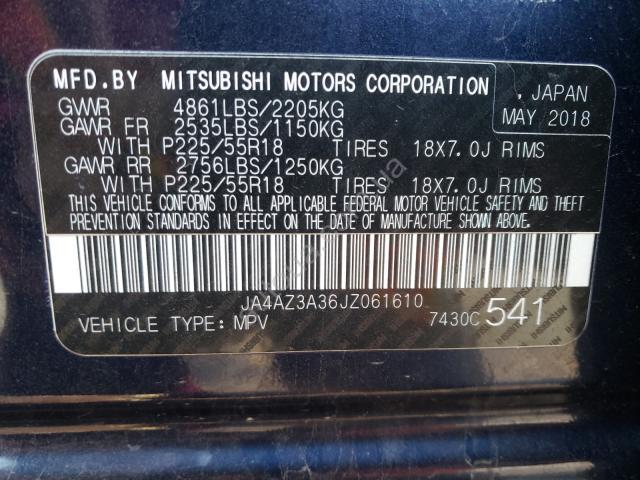 MFD.BY MITSUBISHI MOTORS CORPORATION , JAPAN
GVWR 4861LBS/2205KG MAY 2018
GAWR FR 2535LBS/1150KG
WITH P225/55R18 TIRES 18X7.0J RIMS
GAWR RR 2756LBS/1250KG
WITH P225/55R18 TIRES 18X7.0J RIMS
THIS VEHICLE CONFORMS TO ALL APPLICABLE FEDERAL MOTOR VEHICLE SAFETY AND THEFT
PREVENTION STANDARDS IN EFFECT ON THE DATE OF MANUFACTURE SHOWN ABOVE.
JA4AZ3A36JZ061610
VEHICLE TYPE: MPV 7430C 541